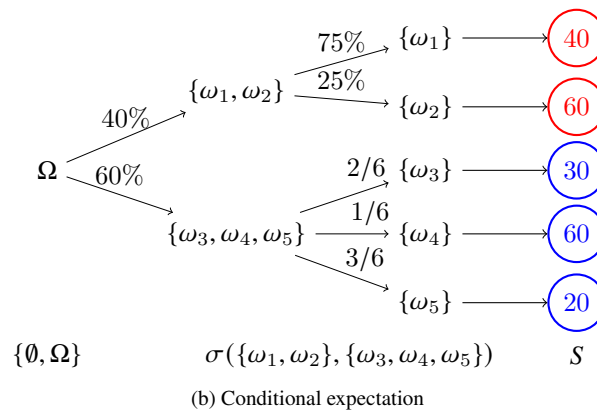 75% {ω₁} 40
{ω₁, ω₂} 25%
40% {ω₂} 60
Ω 60% 2/6 {ω₃} 30
{ω₃, ω₄, ω₅} 1/6 {ω₄} 60
3/6
{ω₅} 20
{∅, Ω} σ({ω₁, ω₂}, {ω₃, ω₄, ω₅}) S
(b) Conditional expectation